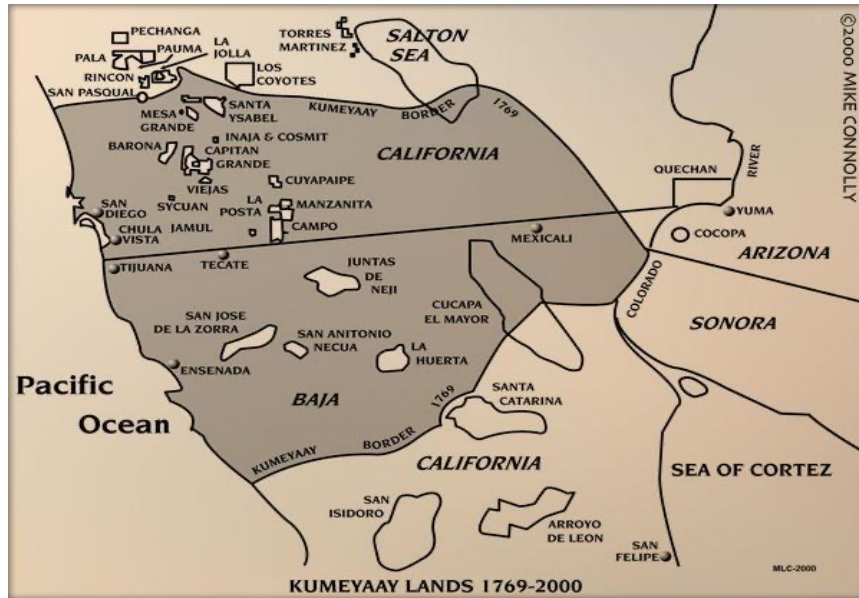 PECHANGA
PALA
PAUMA
LA
JOLLA
RINCON
SAN PASQUAL
LOS
COYOTES
TORRES
MARTINEZ
SALTON
SEA
©2000 MIKE CONNOLLY
KUMEYAAY BORDER 1769
MESA
GRANDE
SANTA
YSABEL
INAJA & COSMIT
BARONA
CAPITAN
GRANDE
CALIFORNIA
VIEJAS
CUYAPAIPE
QUECHAN
RIVER
SAN
DIEGO
SYCUAN
LA
POSTA
MANZANITA
YUMA
CHULA
VISTA
JAMUL
CAMPO
MEXICALI
COCOPA
ARIZONA
TIJUANA
TECATE
JUNTAS
DE
NEJI
COLORADO
CUCAPA
EL MAYOR
SAN JOSE
DE LA ZORRA
SAN ANITONIO
NECUA
LA
HUERTA
SONORA
ENSENADA
Pacific
Ocean
BAJA
SANTA
CATARINA
KUMEYAAY BORDER 1769
CALIFORNIA
SEA OF CORTEZ
SAN
ISIDORO
ARROYO
DE LEON
SAN
FELIPE
MLC-2000
KUMEYAAY LANDS 1769-2000